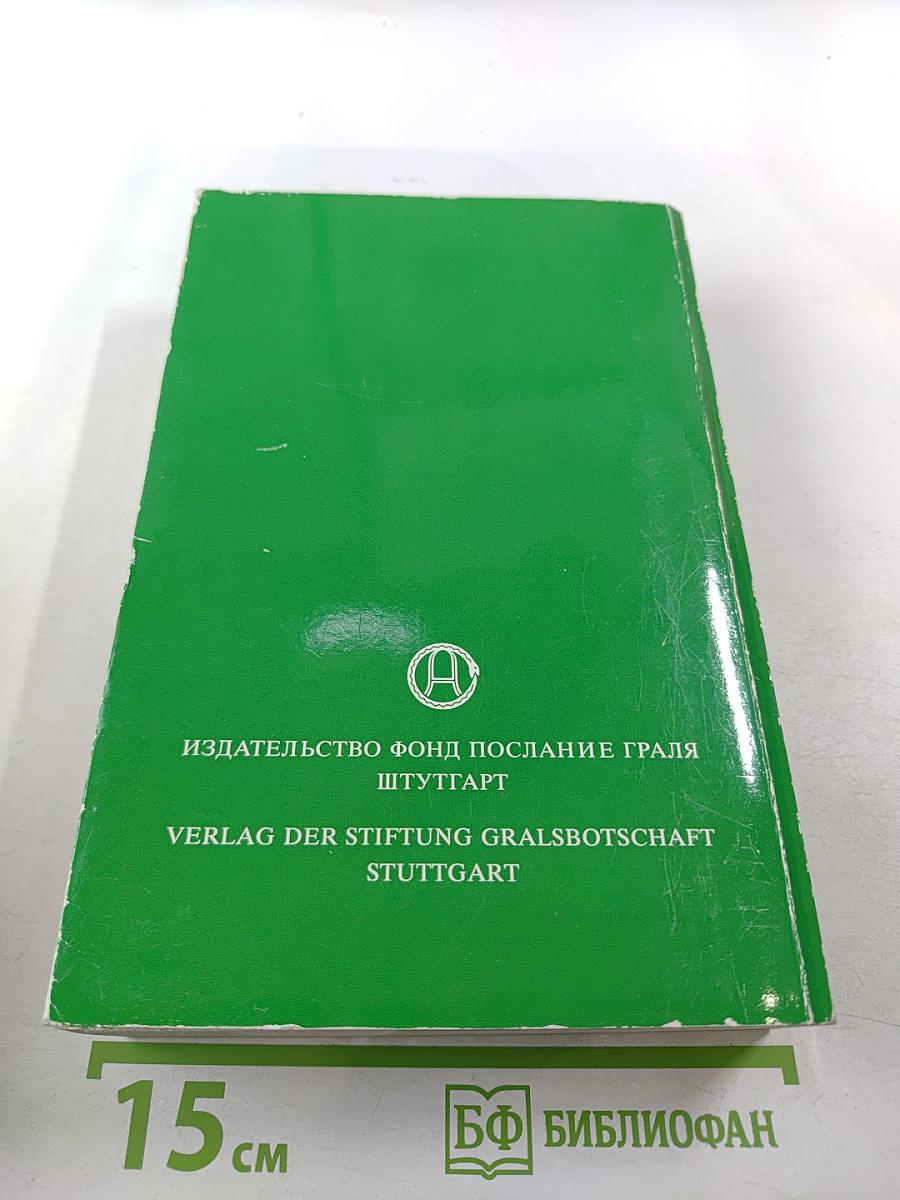 A
ИЗДАТЕЛЬСТВО ФОНД ПОСЛАНИЕ ГРАЛЯ
ШТУТГАРТ
VERLAG DER STIFTUNG GRALSBOTSCHAFT
STUTTGART
15 см
БФ БИБЛИОФАН